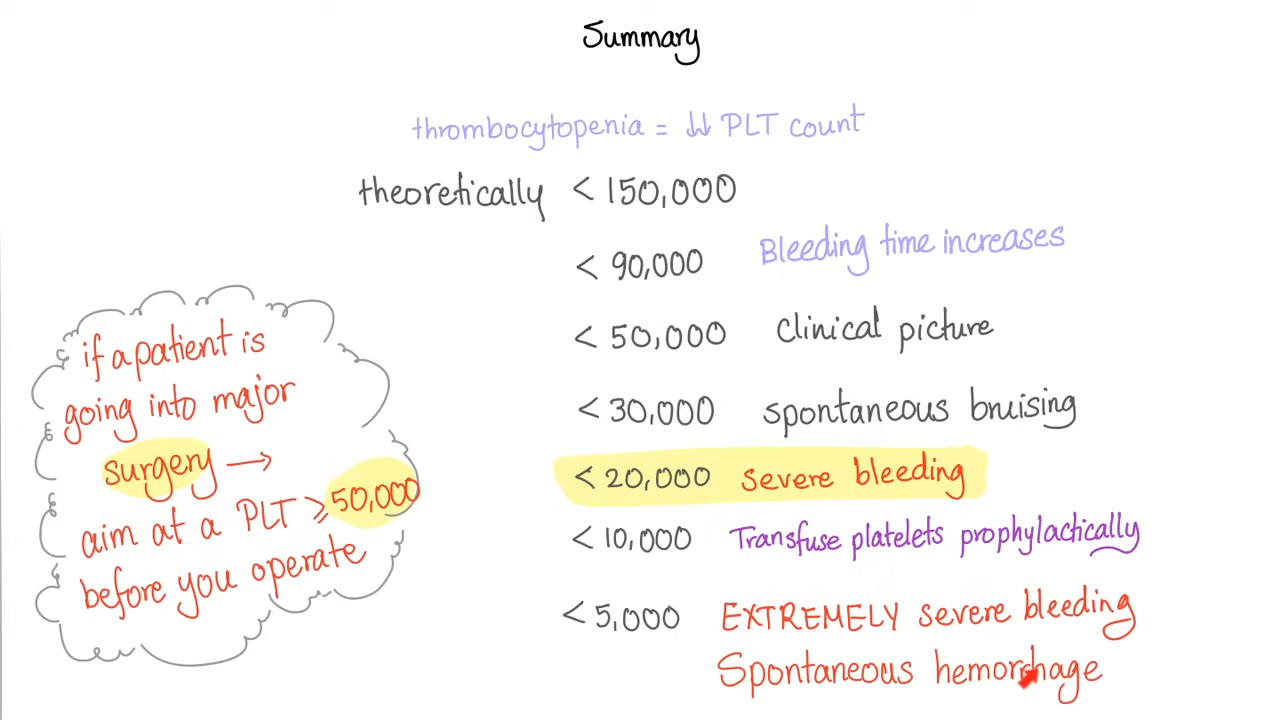 Summary
thrombocytopenia = ↓↓ PLT count
theoretically < 150,000
< 90,000 Bleeding time increases
< 50,000 Clinical picture
< 30,000 spontaneous bruising
< 20,000 severe bleeding
< 10,000 Transfuse platelets prophylactically
< 5,000 EXTREMELY severe bleeding
Spontaneous hemorrhage
if a patient is
going into major
surgery →
aim at a PLT ⩾ 50,000
before you operate